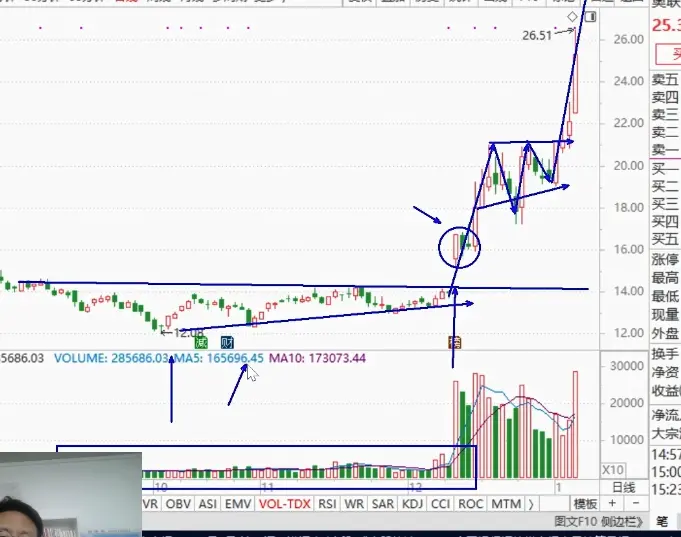 26.51
26.00
24.00
22.00
20.00
18.00
16.00
14.00
12.00
←12.08
减
财
85686.03 VOLUME: 285686.03 MA5: 165696.45 MA10: 173073.44
30000
20000
10000
X10
10 11 12 1 日线
VR OBV ASI EMV VOL-TDX RSI WR SAR KDJ CCI ROC MTM 》 模板 + -
图文F10 侧边栏》
25.3
买
卖五
卖四
卖三
卖二
卖一
买一
买二
买三
买四
买五
涨停
最高
最低
现量
外盘
换手
净资
收益
净流
大宗
14:57
15:00
15:23
笔